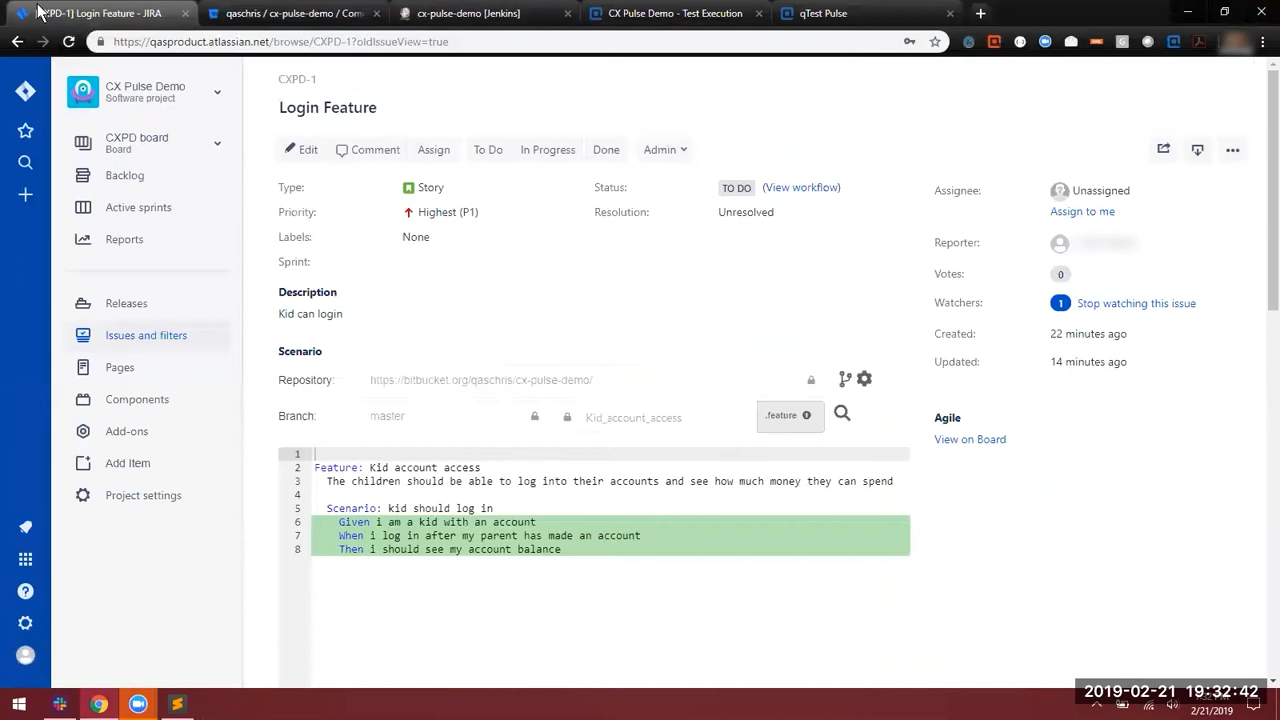 [CXPD-1] Login Feature - JIRA
qaschris / cx-pulse-demo / Com
cx-pulse-demo [Jenkins]
CX Pulse Demo - Test Execution
qTest Pulse
https://qasproduct.atlassian.net/browse/CXPD-1?oldIssueView=true
CX Pulse Demo
Software project
CXPD board
Board
Backlog
Active sprints
Reports
Releases
Issues and filters
Pages
Components
Add-ons
Add Item
Project settings
CXPD-1
Login Feature
Edit Comment Assign To Do In Progress Done Admin
Type: Story
Priority: Highest (P1)
Labels: None
Sprint:
Status: TO DO (View workflow)
Resolution: Unresolved
Description
Kid can login
Scenario
Repository: https://bitbucket.org/qaschris/cx-pulse-demo/
Branch: master Kid_account_access .feature
1
2 Feature: Kid account access
3 The children should be able to log into their accounts and see how much money they can spend
4
5 Scenario: kid should log in
6 Given i am a kid with an account
7 When i log in after my parent has made an account
8 Then i should see my account balance
Assignee: Unassigned
Assign to me
Reporter:
Votes: 0
Watchers: 1 Stop watching this issue
Created: 22 minutes ago
Updated: 14 minutes ago
Agile
View on Board
2019-02-21 19:32:42
2/21/2019